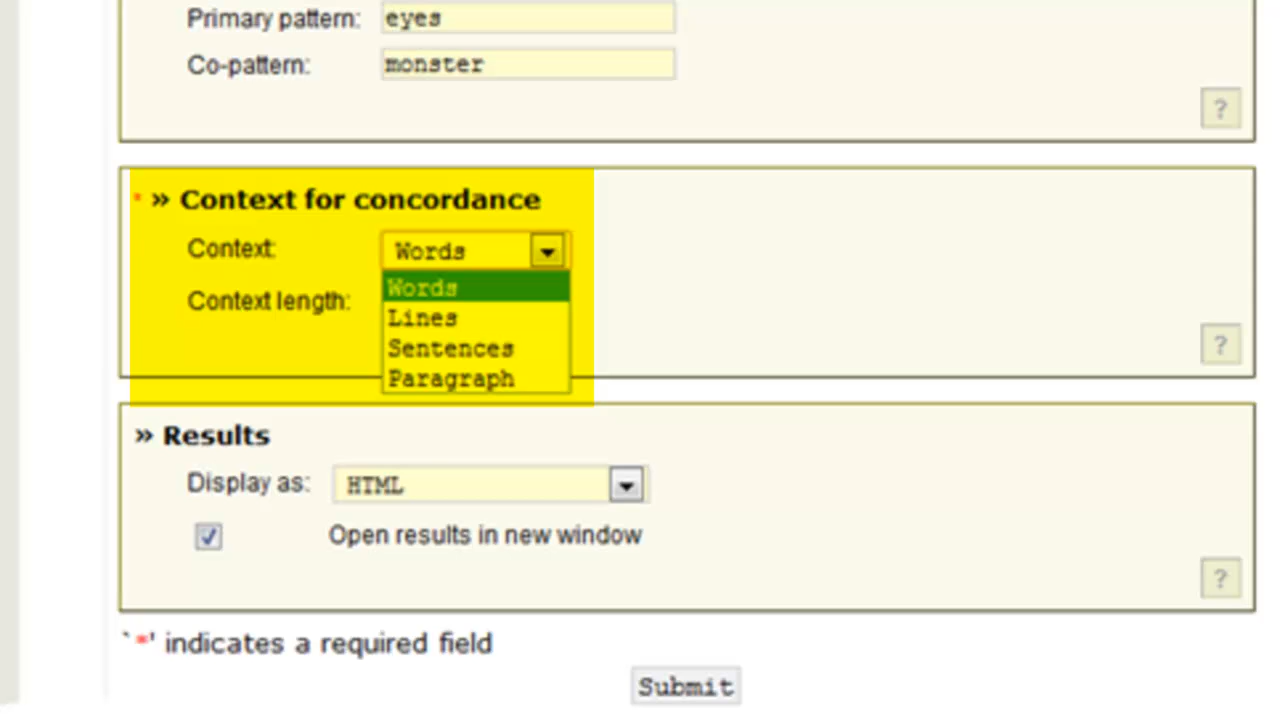 Primary pattern: eyes
Co-pattern: monster
?
* » Context for concordance
Context: Words
Words
Context length:
Lines
Sentences
?
Paragraph
» Results
Display as: HTML
Open results in new window
?
`*' indicates a required field
Submit